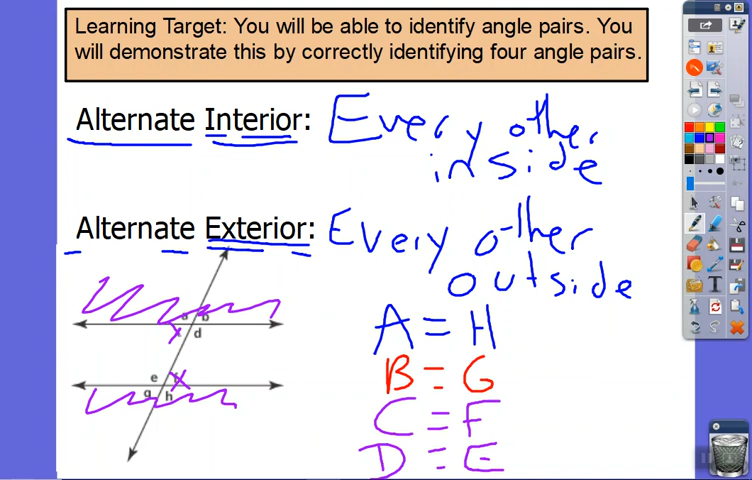 Learning Target: You will be able to identify angle pairs. You
will demonstrate this by correctly identifying four angle pairs.
Alternate Interior: Every other
inside
Alternate Exterior: Every other
outside
a b
d
e
g h
A = H
B = G
C = F
D = E